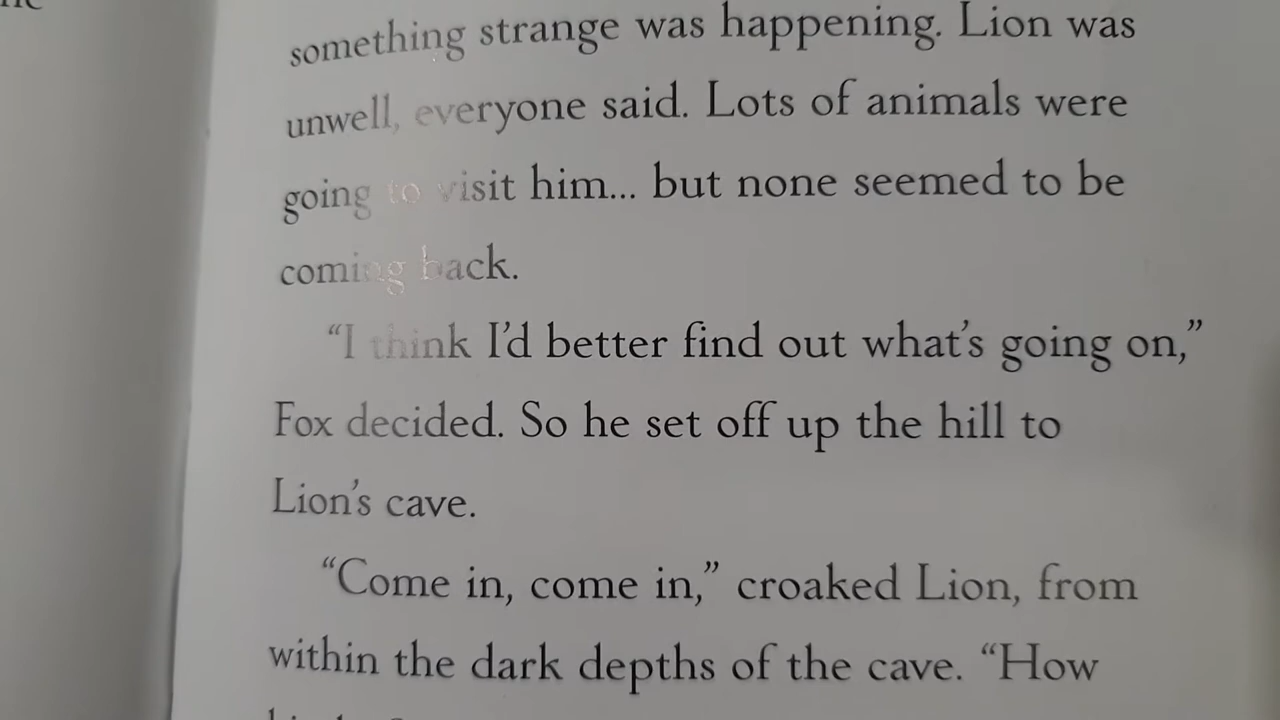 something strange was happening. Lion was
unwell, everyone said. Lots of animals were
going to visit him... but none seemed to be
coming back.
“I think I’d better find out what’s going on,”
Fox decided. So he set off up the hill to
Lion’s cave.
“Come in, come in,” croaked Lion, from
within the dark depths of the cave. “How